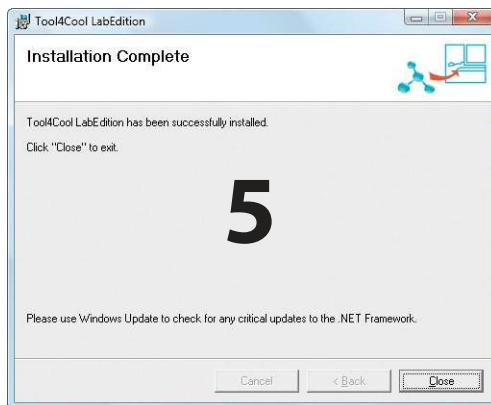 Tool4Cool LabEdition
Installation Complete
Tool4Cool LabEdition has been successfully installed.
Click "Close" to exit.
5
Please use Windows Update to check for any critical updates to the .NET Framework.
Cancel
< Back
Close